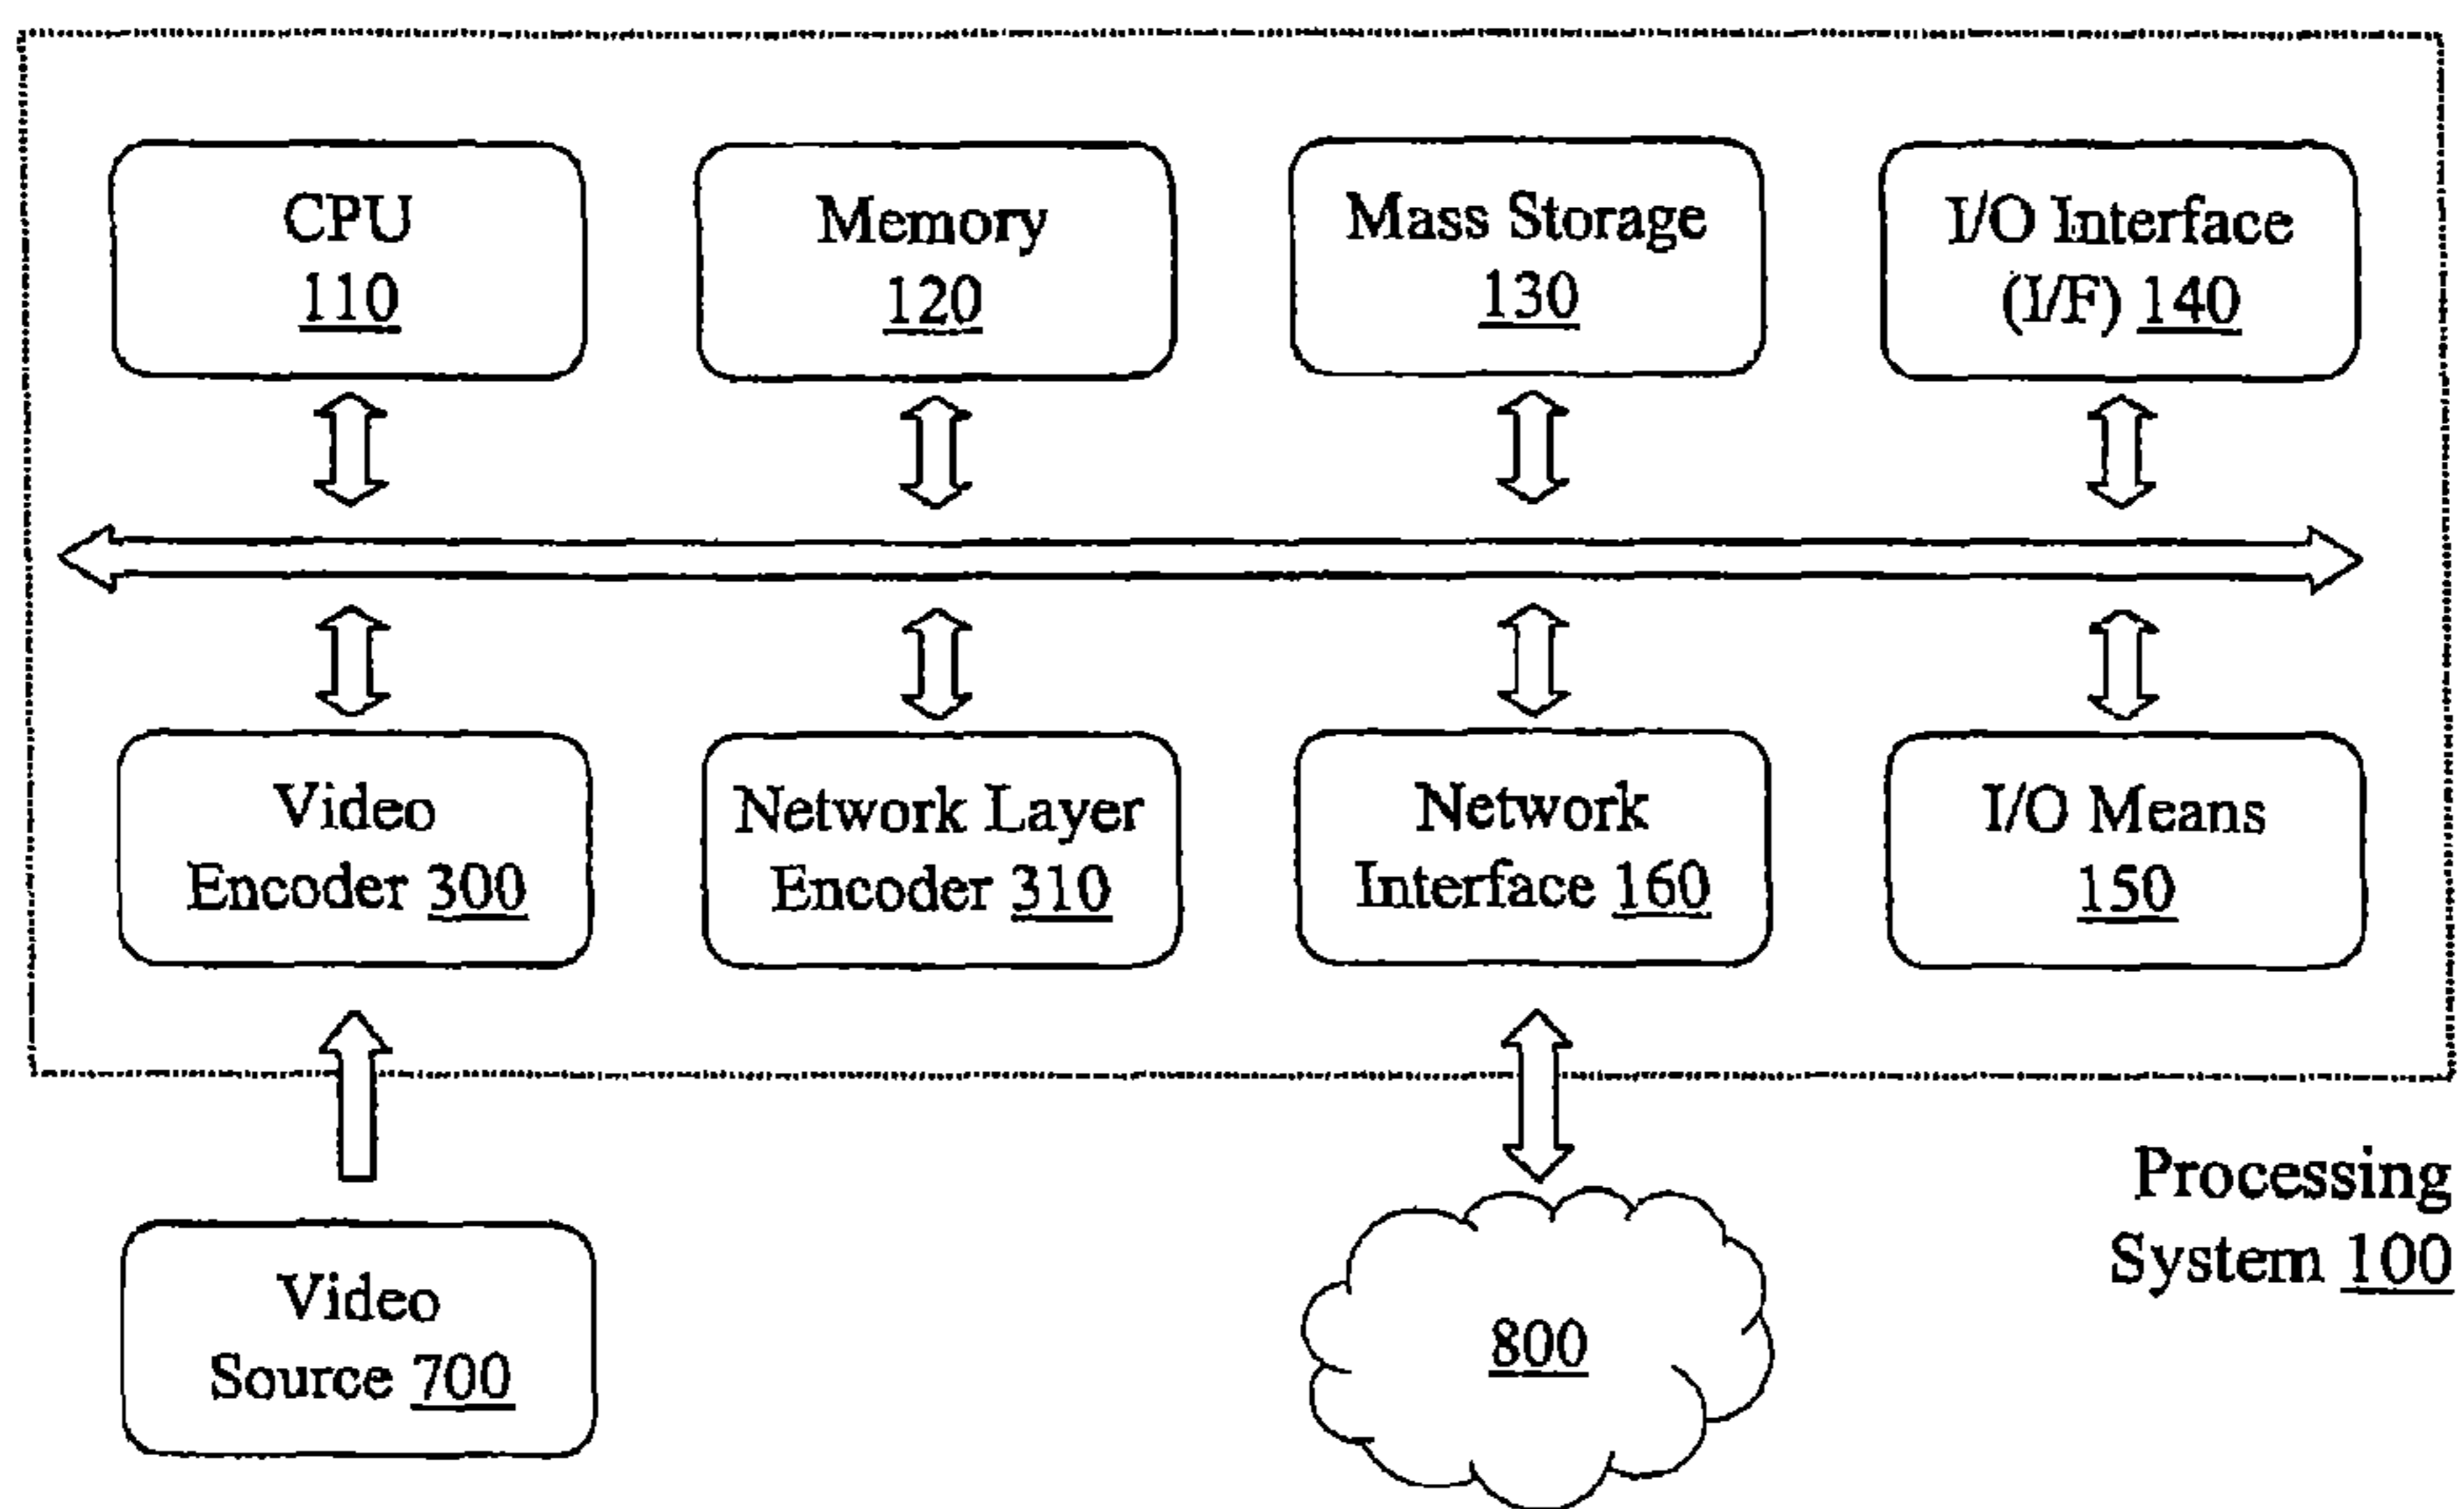 CPU
110
Memory
120
Mass Storage
130
I/O Interface
(I/F) 140
Video
Encoder 300
Network Layer
Encoder 310
Network
Interface 160
I/O Means
150
Video
Source 700
800
Processing
System 100